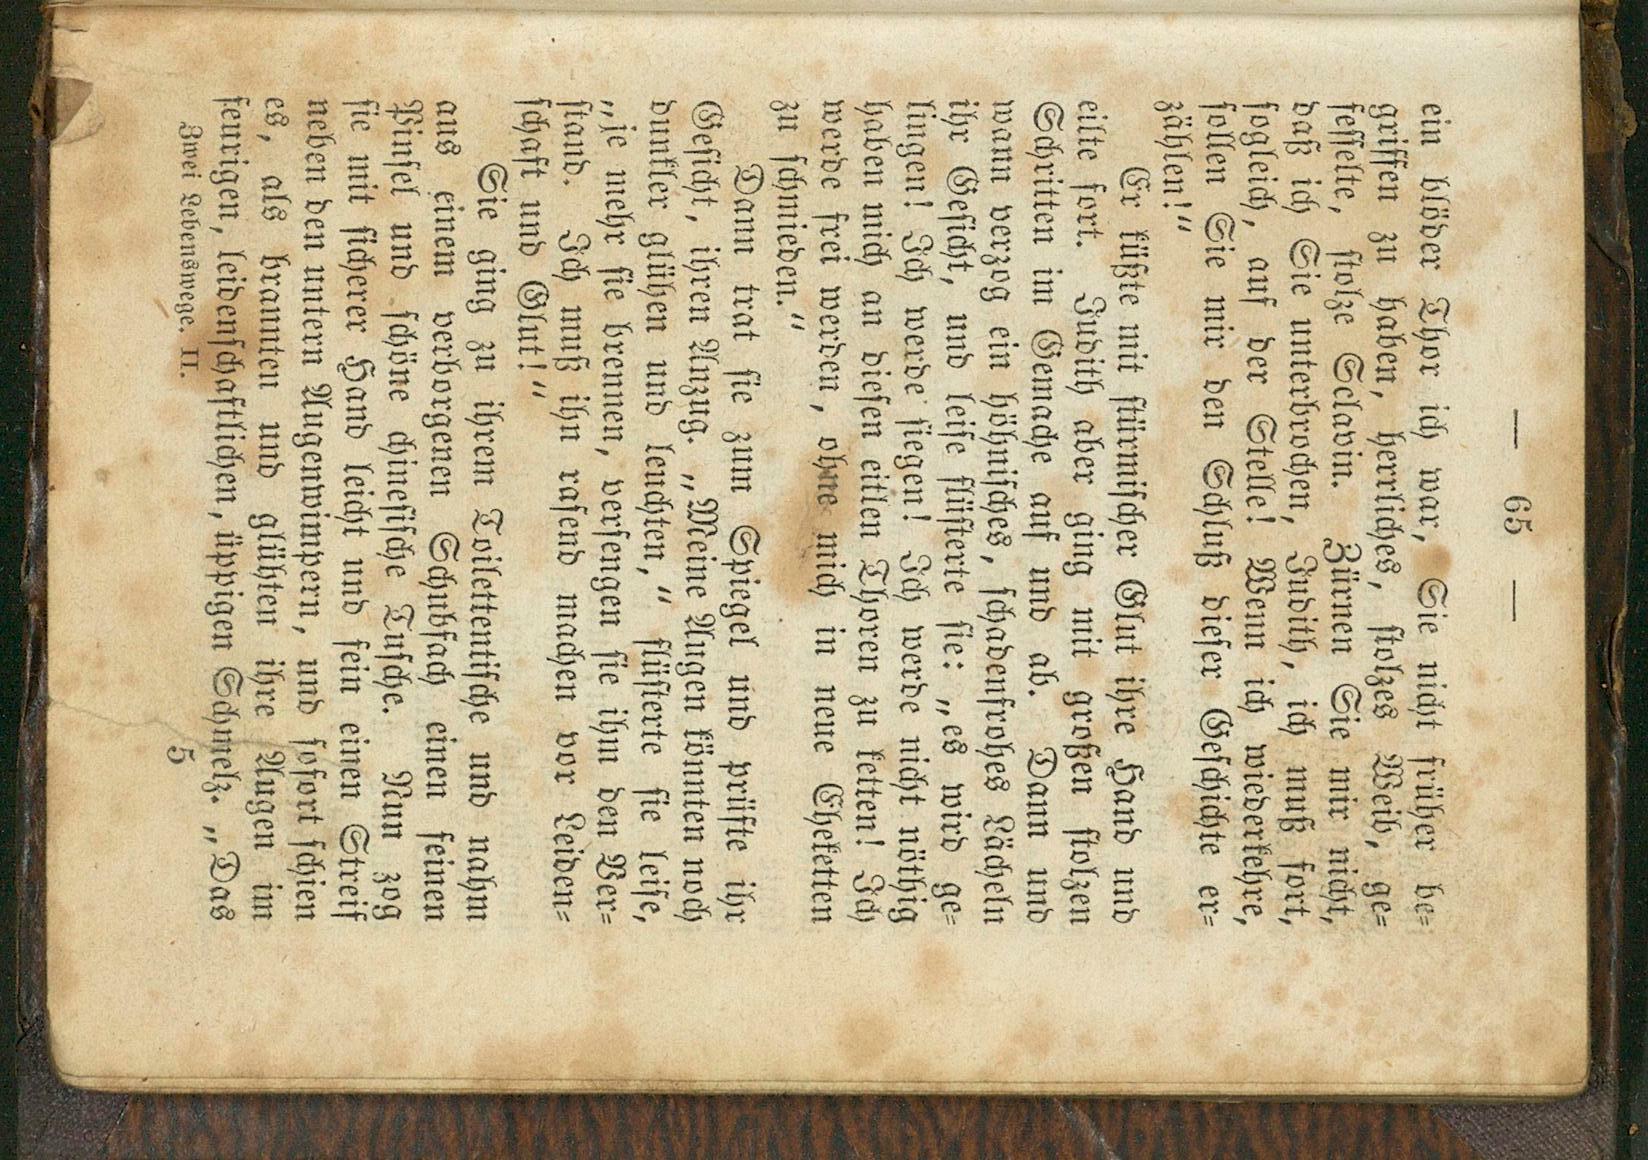 — 65 —
ein blöder Thor ich war, Sie nicht früher be-
griffen zu haben, herrliches, stolzes Weib, ge-
fesselte, stolze Sclavin. Zürnen Sie mir nicht,
daß ich Sie unterbrochen, Judith, ich muß fort,
sogleich, auf der Stelle! Wenn ich wiederkehre,
sollen Sie mir den Schluß dieser Geschichte er-
zählen!“
Er küßte mit stürmischer Glut ihre Hand und
eilte fort. Judith aber ging mit großen stolzen
Schritten im Gemache auf und ab. Dann und
wann verzog ein höhnisches, schadenfrohes Lächeln
ihr Gesicht, und leise flüsterte sie: „es wird ge-
lingen! Ich werde siegen! Ich werde nicht nöthig
haben mich an diesen eitlen Thoren zu ketten! Ich
werde frei werden, ohne mich in neue Eheketten
zu schmieden.“
Dann trat sie zum Spiegel und prüfte ihr
Gesicht, ihren Anzug. „Meine Augen könnten noch
dunkler glühen und leuchten,“ flüsterte sie leise,
„je mehr sie brennen, versengen sie ihm den Ver-
stand. Ich muß ihn rasend machen vor Leiden-
schaft und Glut!“
Sie ging zu ihrem Toilettentische und nahm
aus einem verborgenen Schubfach einen feinen
Pinsel und schöne chinesische Tusche. Nun zog
sie mit sicherer Hand leicht und fein einen Streif
neben den untern Augenwimpern, und sofort schien
es, als brannten und glühten ihre Augen im
feurigen, leidenschaftlichen, üppigen Schmelz. „Das
Zwei Lebenswege. II. 5